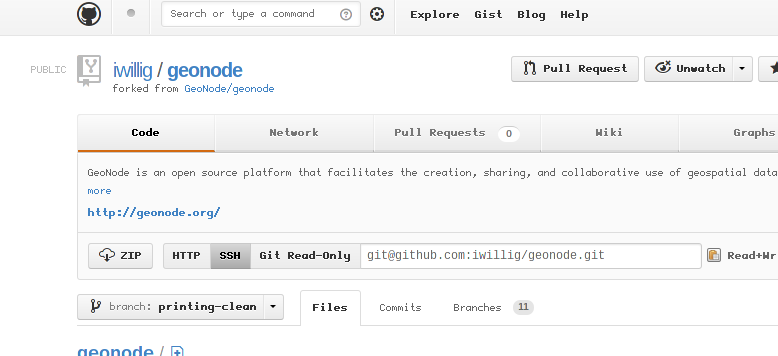 Search or type a command
Explore Gist Blog Help
PUBLIC
iwillig / geonode
forked from GeoNode/geonode
Pull Request
Unwatch
Code Network Pull Requests 0 Wiki Graphs
GeoNode is an open source platform that facilitates the creation, sharing, and collaborative use of geospatial data
more
http://geonode.org/
ZIP HTTP SSH Git Read-Only git@github.com:iwillig/geonode.git Read+Wr
branch: printing-clean Files Commits Branches 11
geonode /